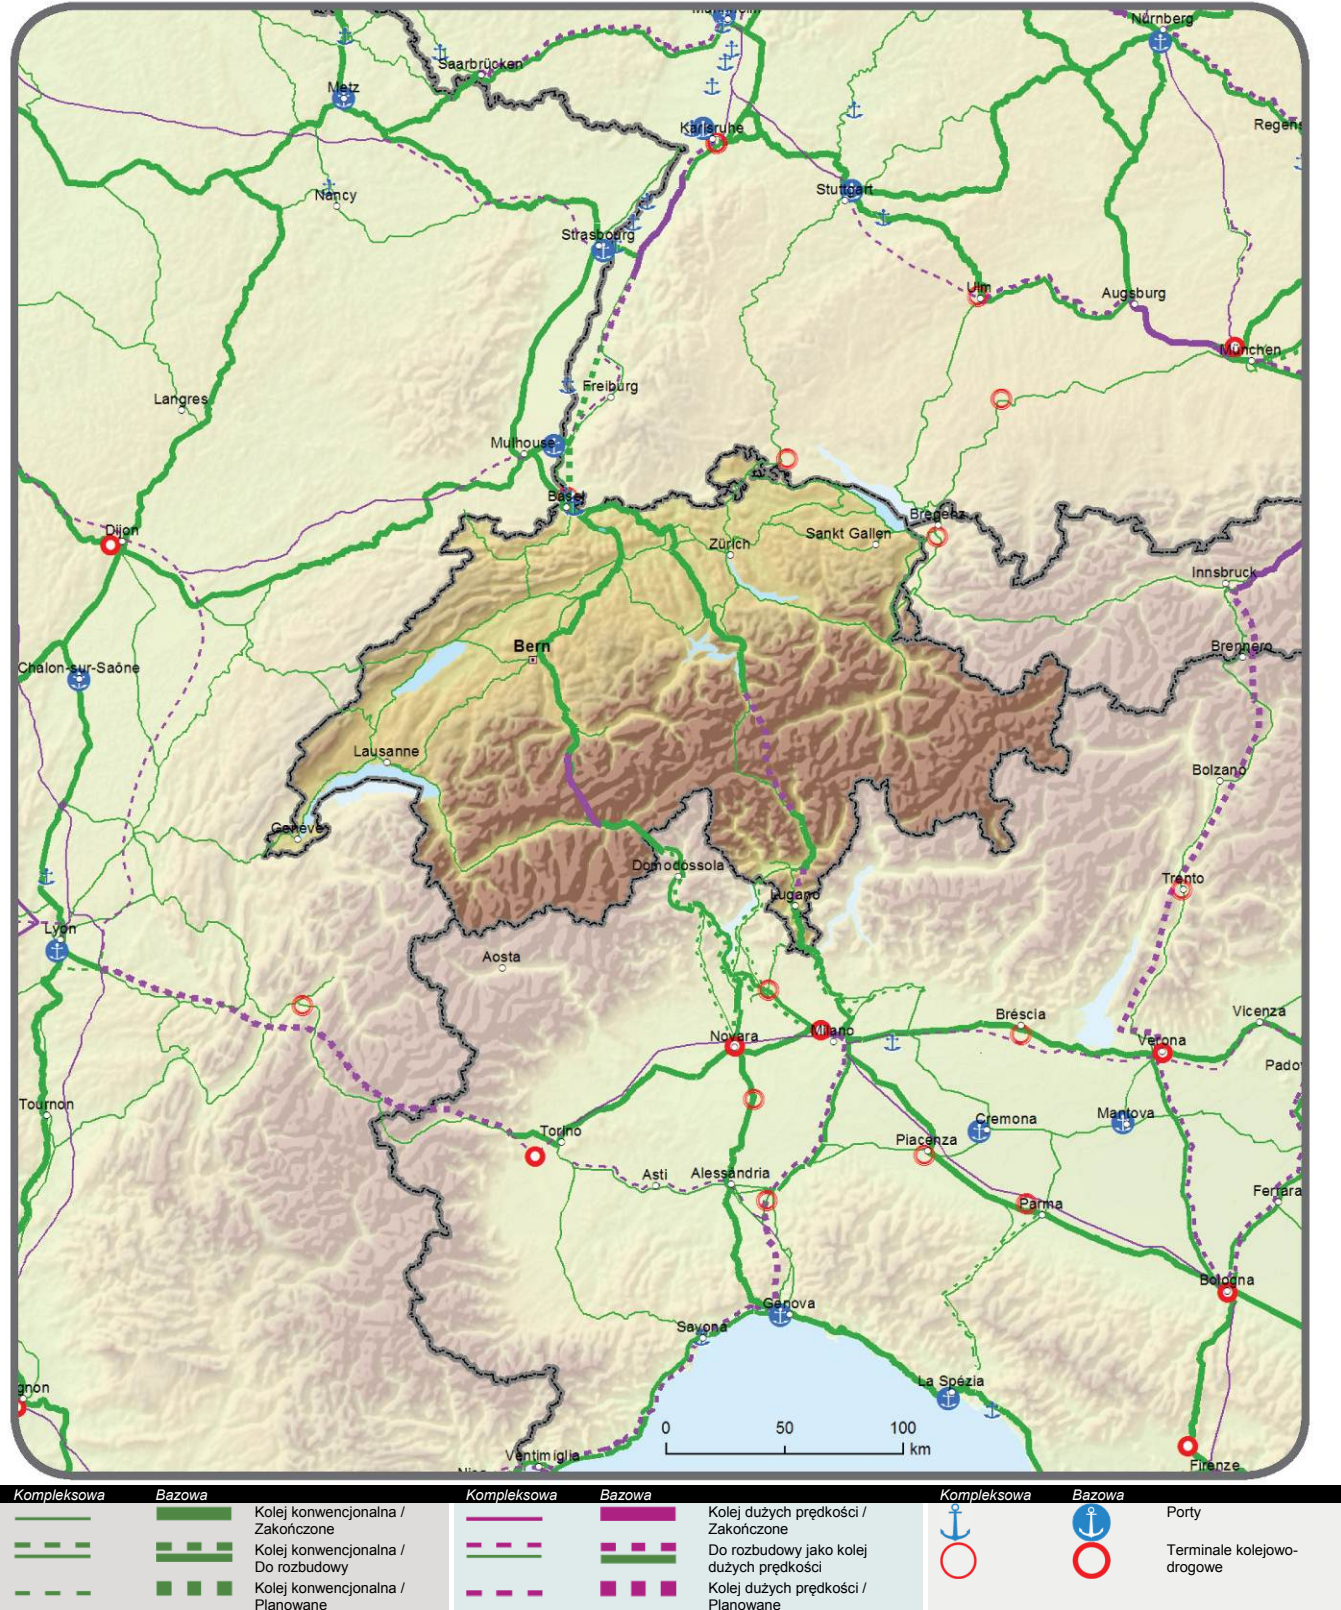 Nürnberg
Saarbrücken
Metz
Karlsruhe
Regens
Stuttgart
Nancy
Strasbourg
Ulm
Augsburg
München
Freiburg
Langres
Mulhouse
Basel
Bregenz
Dijon
Zürich
Sankt Gallen
Innsbruck
Bern
Brennero
Chalon-sur-Saône
Lausanne
Bolzano
Genève
Domodossola
Trento
Lugano
Lyon
Aosta
Vicenza
Bréscia
Milano
Novara
Verona
Padov
Tournon
Cremona
Mantova
Torino
Piacenza
Asti
Alessándria
Ferrara
Parma
Bologna
Genova
Savona
La Spézia
gnon
0 50 100
km
Ventimíglia
Firenze
Kompleksowa Bazowa Kompleksowa Bazowa Kompleksowa Bazowa
Kolej konwencjonalna /
Zakończone
Kolej konwencjonalna /
Do rozbudowy
Kolej konwencjonalna /
Planowane
Kolej dużych prędkości /
Zakończone
Do rozbudowy jako kolej
dużych prędkości
Kolej dużych prędkości /
Planowane
Porty
Terminale kolejowo-
drogowe